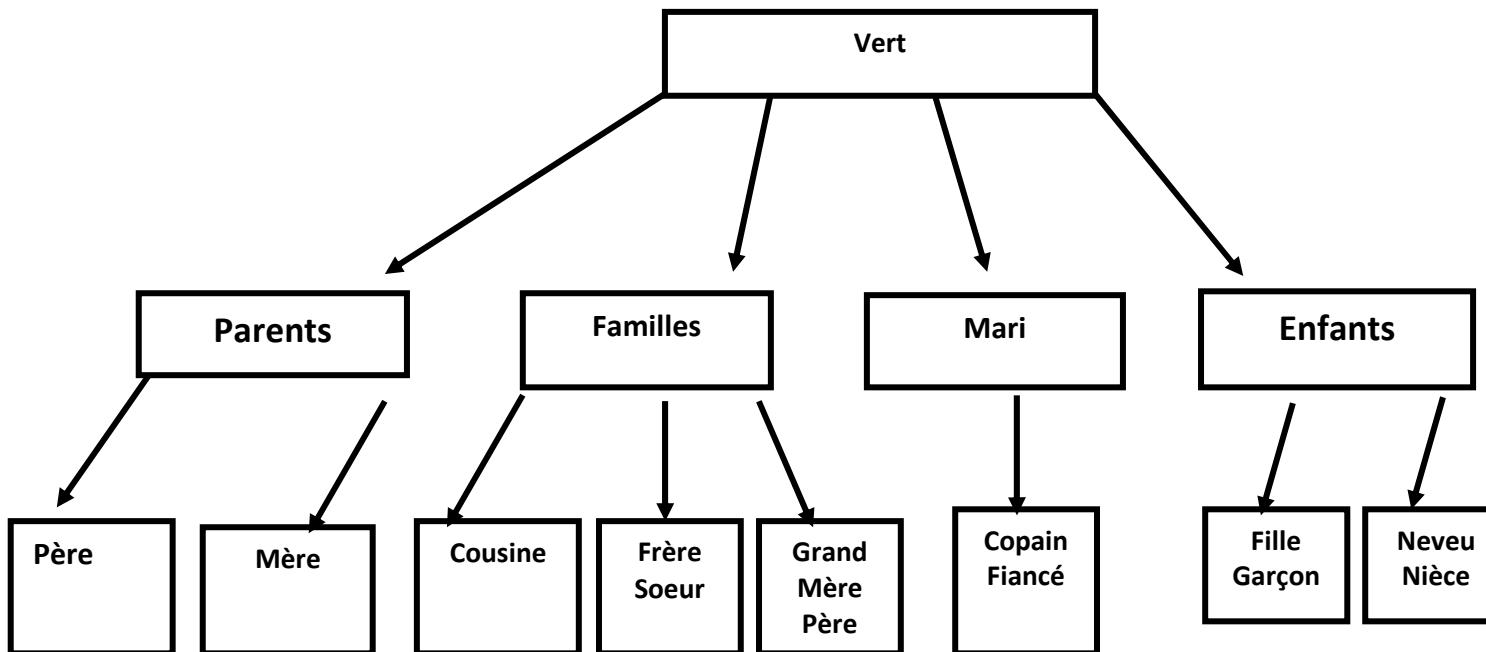 Vert
Parents
Familles
Mari
Enfants
Père
Mère
Cousine
Frère
Soeur
Grand
Mère
Père
Copain
Fiancé
Fille
Garçon
Neveu
Nièce